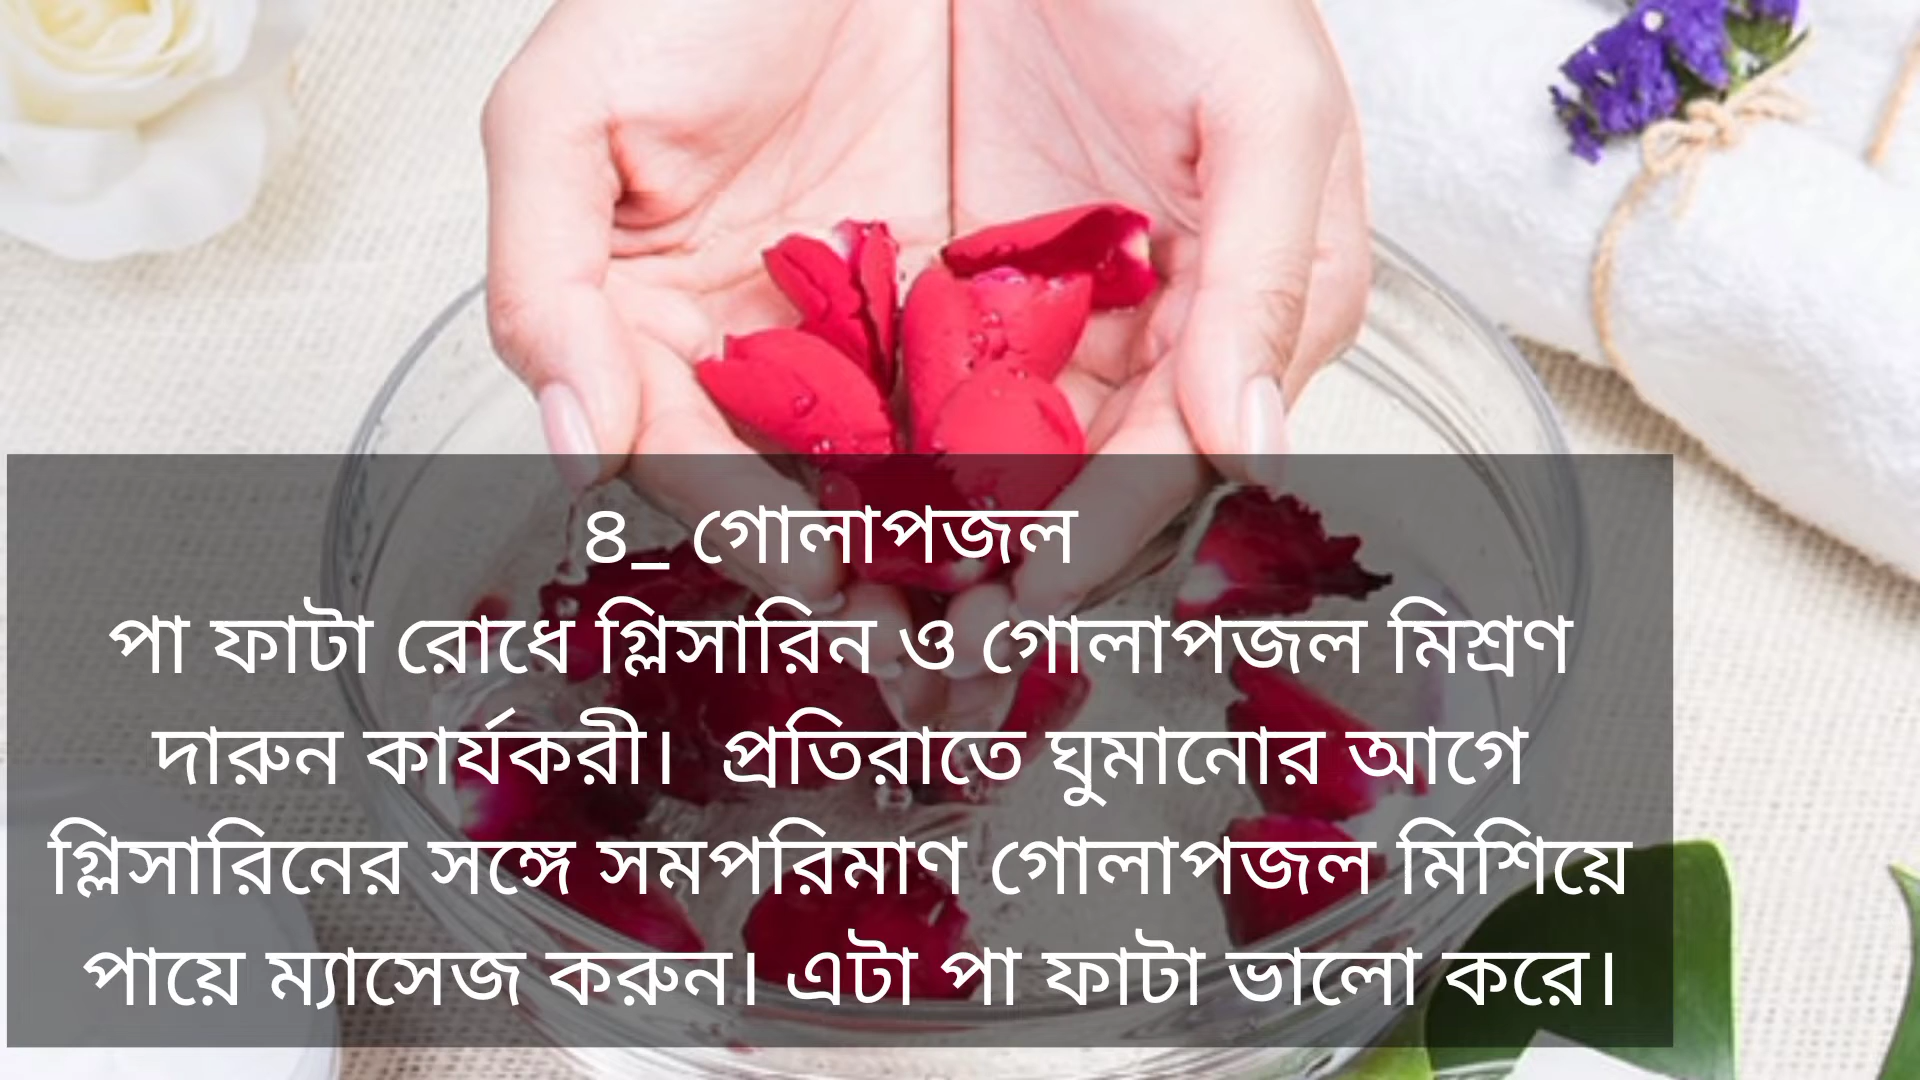 ৪_ গোলাপজল
পা ফাটা রোধে গ্লিসারিন ও গোলাপজল মিশ্রণ
দারুন কার্যকরী।  প্রতিরাতে ঘুমানোর আগে
গ্লিসারিনের সঙ্গে সমপরিমাণ গোলাপজল মিশিয়ে
পায়ে ম্যাসেজ করুন। এটা পা ফাটা ভালো করে।